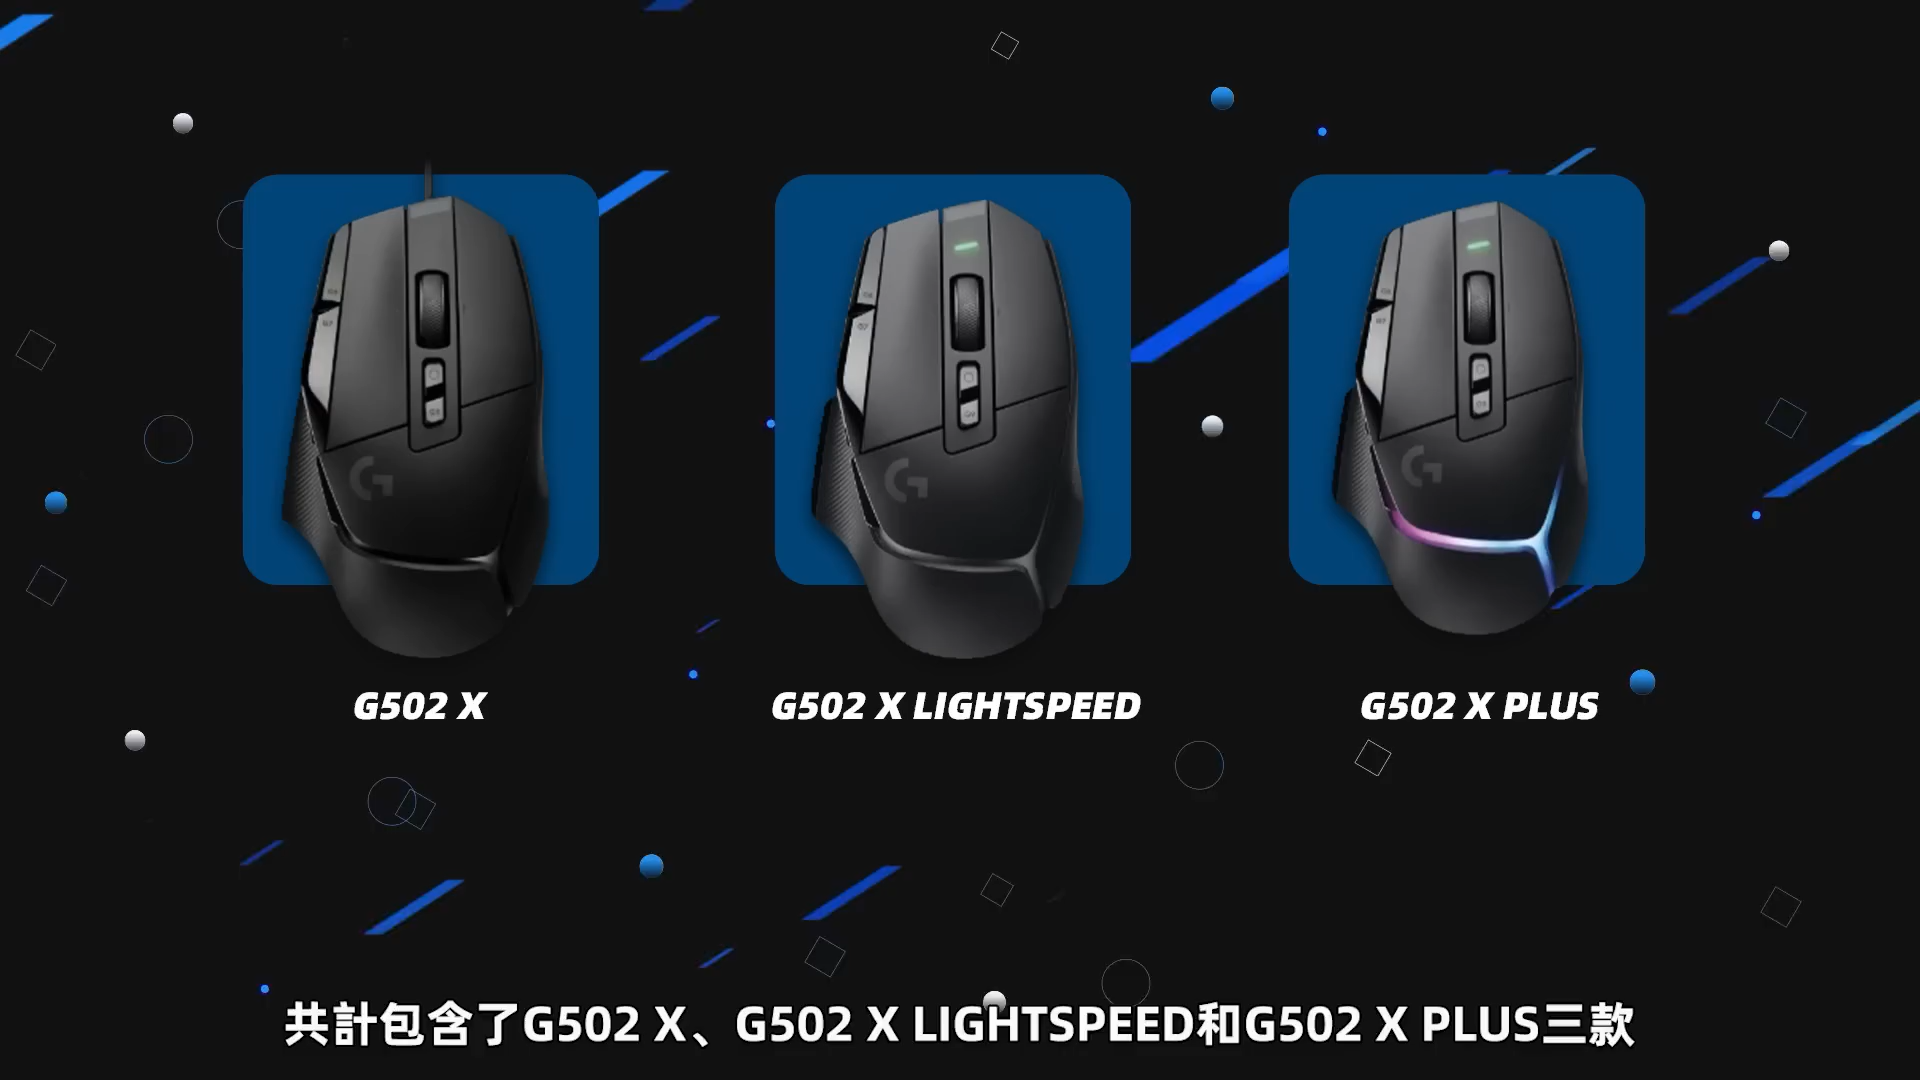 G502 X
G502 X LIGHTSPEED
G502 X PLUS
共計包含了G502 X、G502 X LIGHTSPEED和G502 X PLUS三款